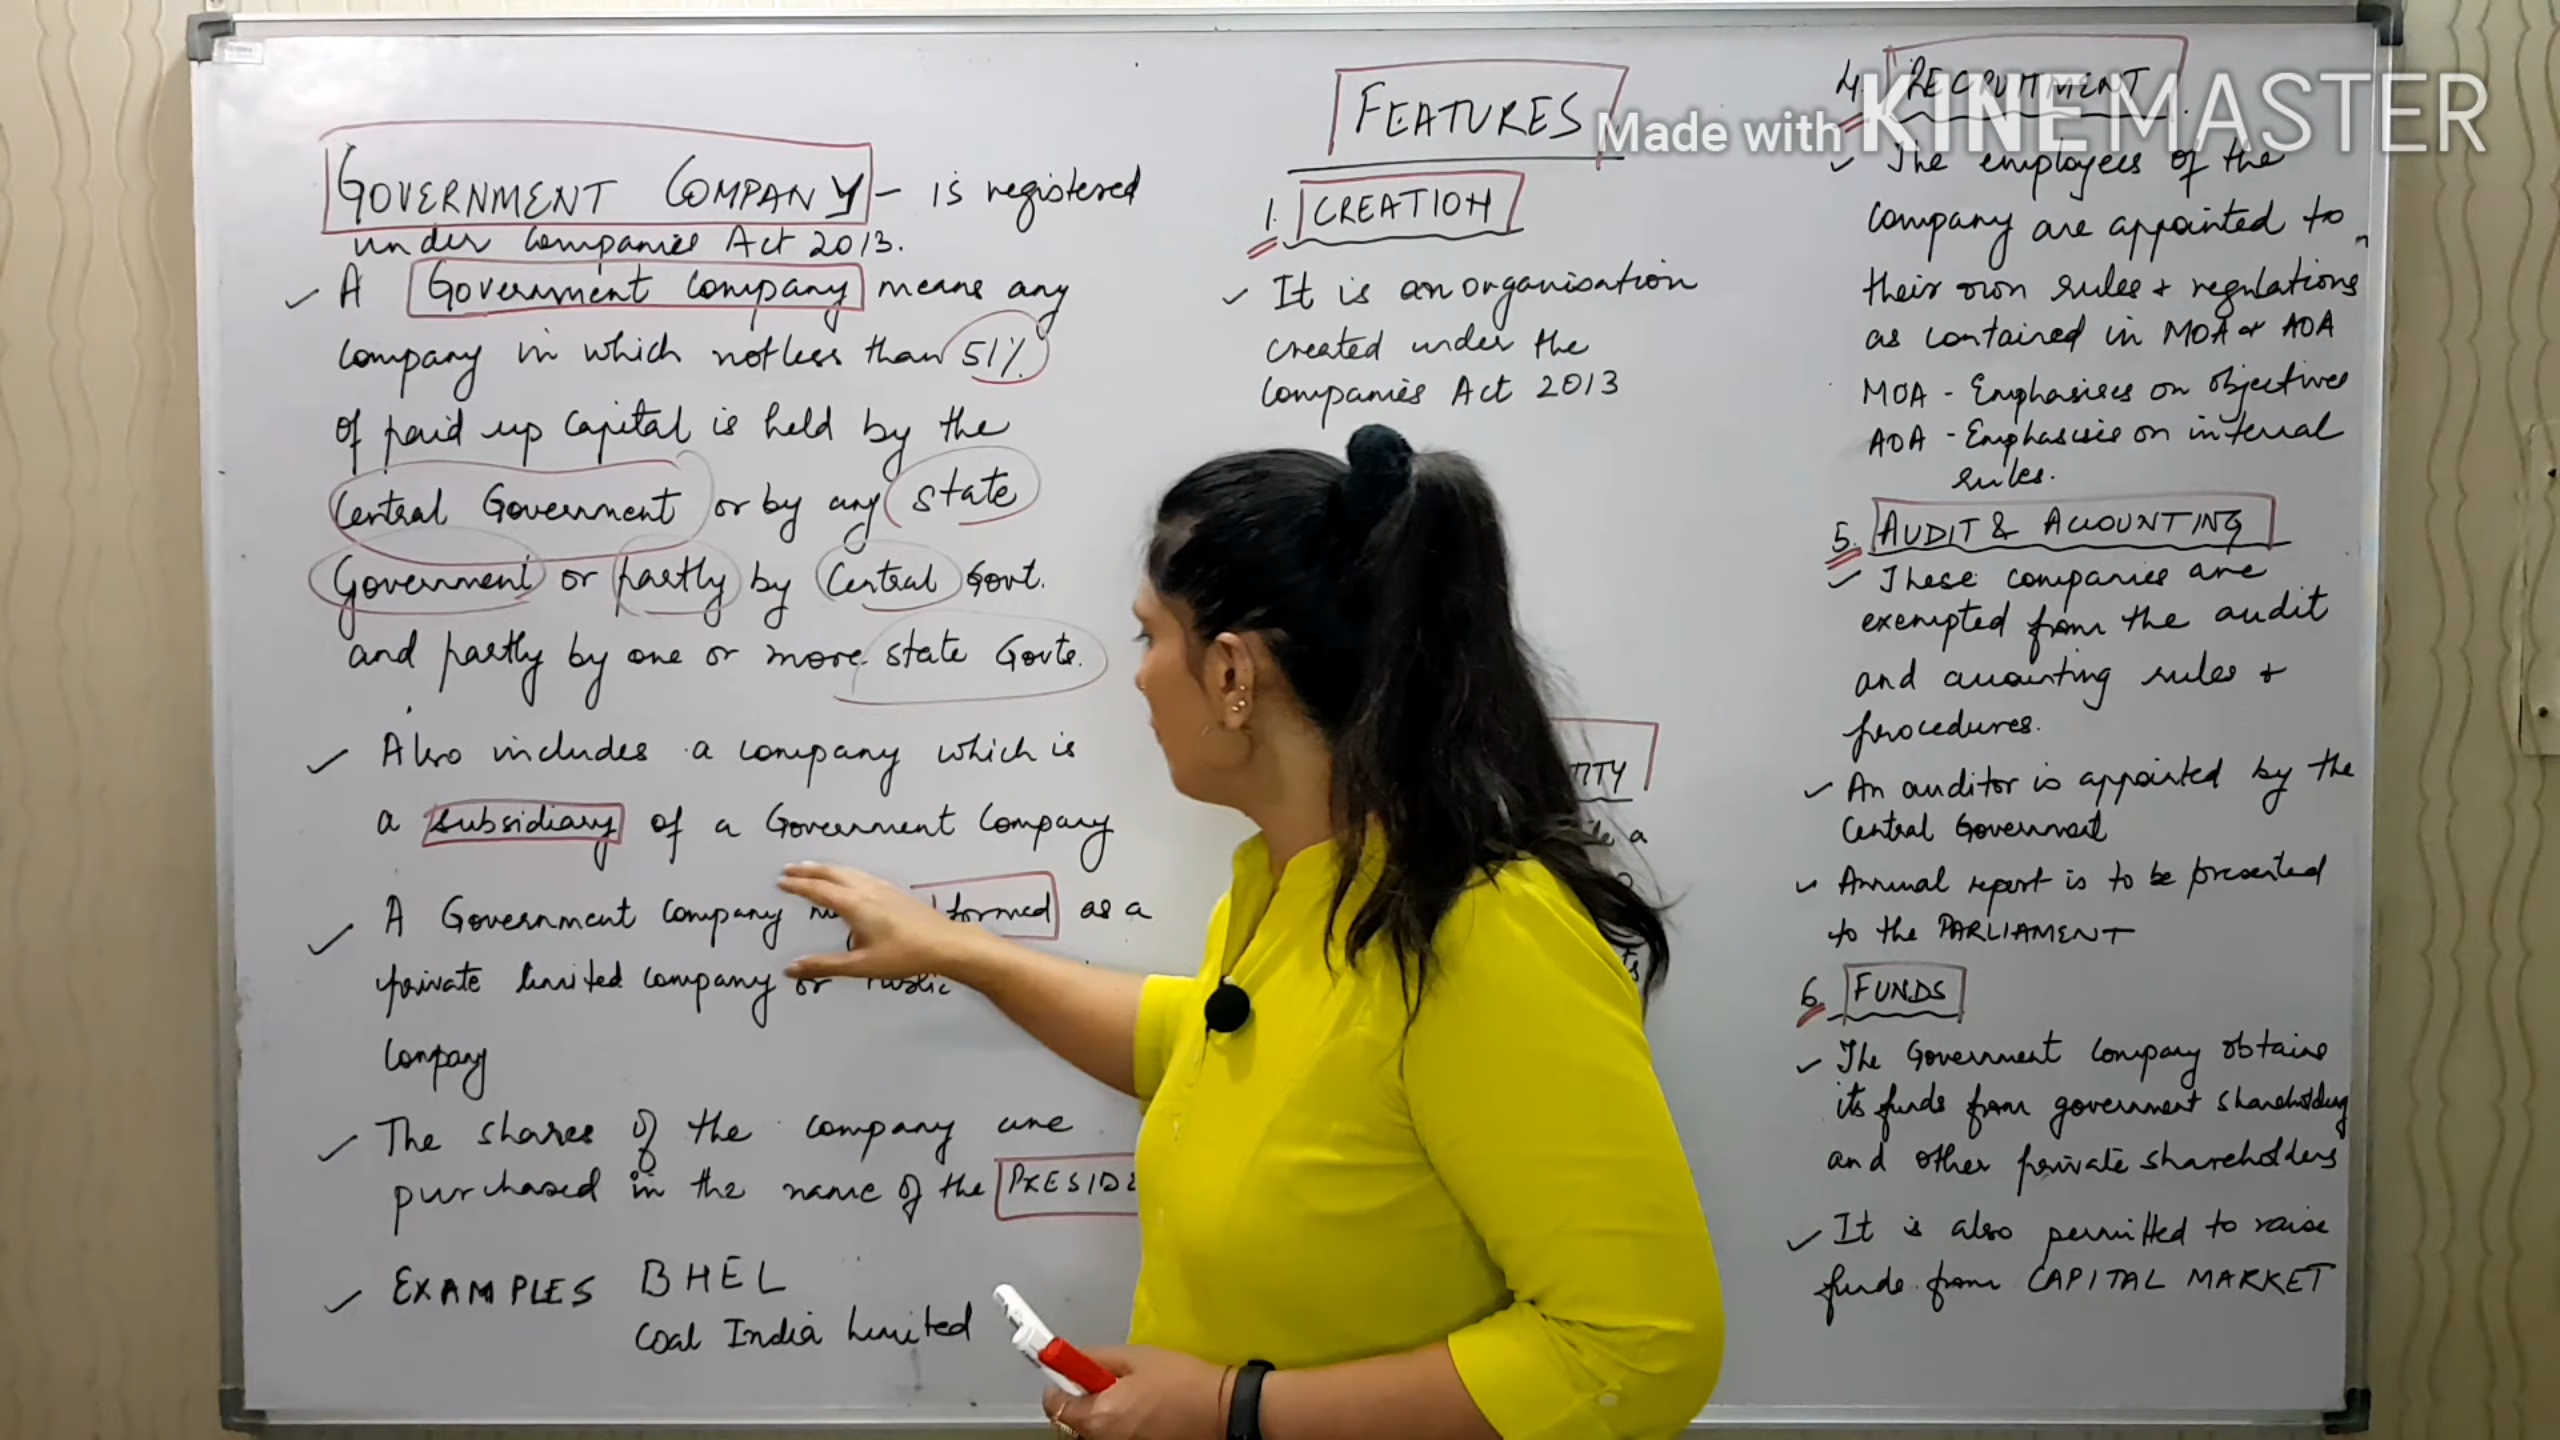 GOVERNMENT COMPANY - is registered
under Companies Act 2013.
A Government Company means any
company in which not less than 51%
of paid up capital is held by the
Central Government or by any State
Government or partly by Central Govt.
and partly by one or more State Govts.
Also includes a company which is
a subsidiary of a Government Company
A Government Company formed as a
private limited company or Public
Company
The shares of the company are
purchased in the name of the PRESIDE
EXAMPLES BHEL
Coal India Limited
FEATURES
1. CREATION
It is an organisation
created under the
Companies Act 2013
TITY
a
4. RECRUITMENT
The employees of the
company are appointed to
their own rules + regulations
as contained in MOA & AOA
MOA - Emphasises on objectives
AOA - Emphasises on internal
rules.
5. AUDIT & ACCOUNTING
These companies are
exempted from the audit
and accounting rules +
procedures.
An auditor is appointed by the
Central Government
Annual report is to be presented
to the PARLIAMENT
6. FUNDS
The Government Company obtains
its funds from government shareholding
and other private shareholders
It is also permitted to raise
funds from CAPITAL MARKET
Made with KINEMASTER